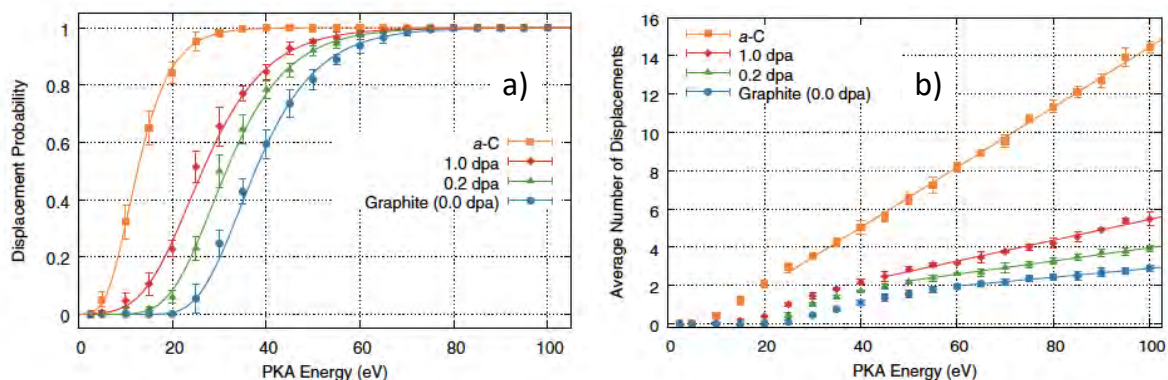 a)
Displacement Probability
1
0.8
0.6
0.4
0.2
0
a-C
1.0 dpa
0.2 dpa
Graphite (0.0 dpa)
0 20 40 60 80 100
PKA Energy (eV)
b)
Average Number of Displacements
16
14
12
10
8
6
4
2
0
a-C
1.0 dpa
0.2 dpa
Graphite (0.0 dpa)
0 20 40 60 80 100
PKA Energy (eV)